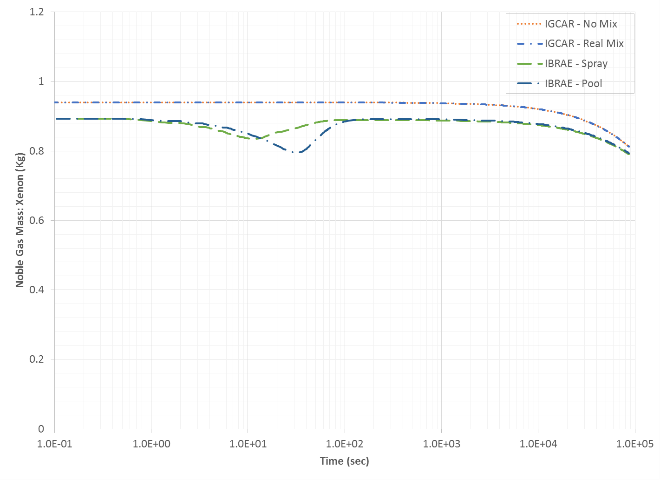 1.2
1
0.8
0.6
0.4
0.2
0
Noble Gas Mass: Xenon (Kg)
IGCAR - No Mix
IGCAR - Real Mix
IBRAE - Spray
IBRAE - Pool
1.0E-01 1.0E+00 1.0E+01 1.0E+02 1.0E+03 1.0E+04 1.0E+05
Time (sec)